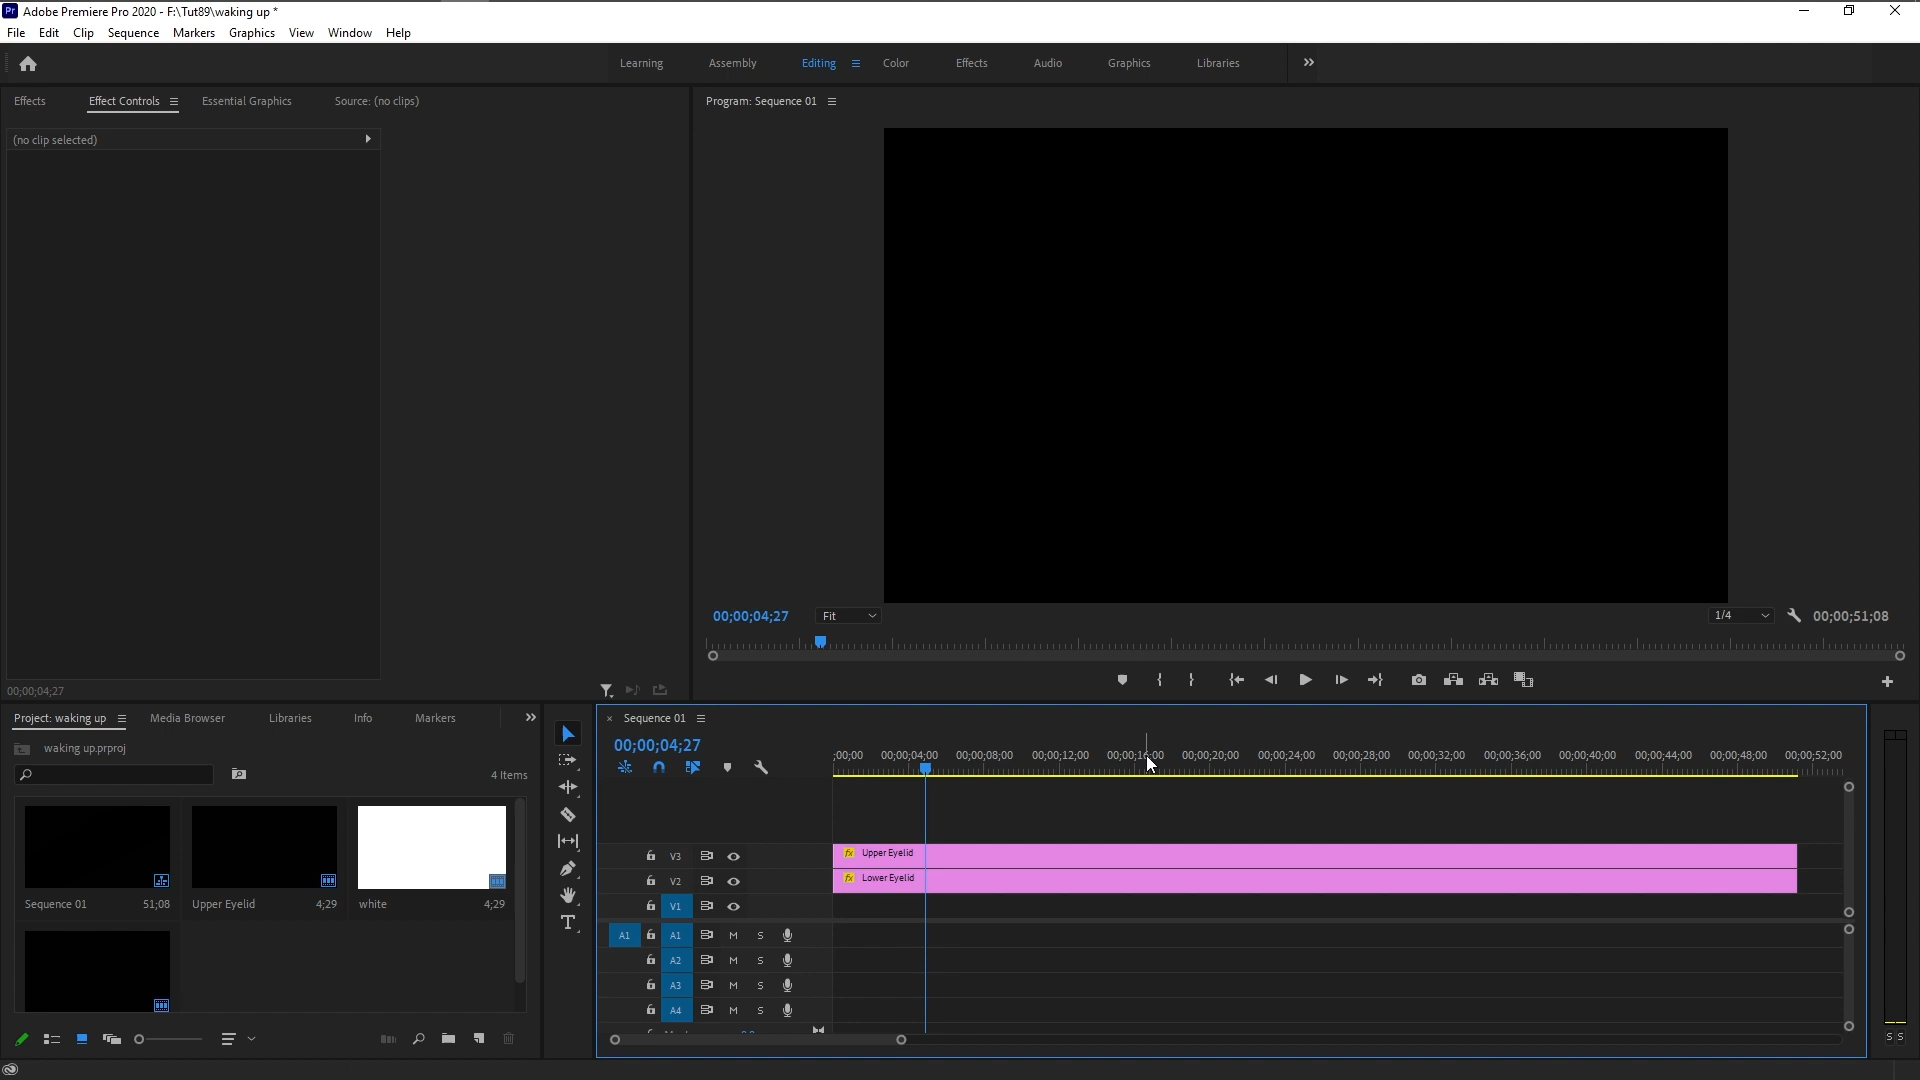 Pr Adobe Premiere Pro 2020 - F:\Tut89\waking up *
File Edit Clip Sequence Markers Graphics View Window Help
Learning Assembly Editing Color Effects Audio Graphics Libraries
Effects Effect Controls Essential Graphics Source: (no clips)
Program: Sequence 01
(no clip selected)
00;00;04;27 Fit 1/4 00;00;51;08
00;00;04;27
Project: waking up Media Browser Libraries Info Markers
Sequence 01
waking up.prproj
00;00;04;27
;00;00 00;00;04;00 00;00;08;00 00;00;12;00 00;00;16;00 00;00;20;00 00;00;24;00 00;00;28;00 00;00;32;00 00;00;36;00 00;00;40;00 00;00;44;00 00;00;48;00 00;00;52;00
4 Items
V3 fx Upper Eyelid
V2 fx Lower Eyelid
Sequence 01 51;08 Upper Eyelid 4;29 white 4;29
V1
A1 A1 M S
A2 M S
A3 M S
A4 M S
S S